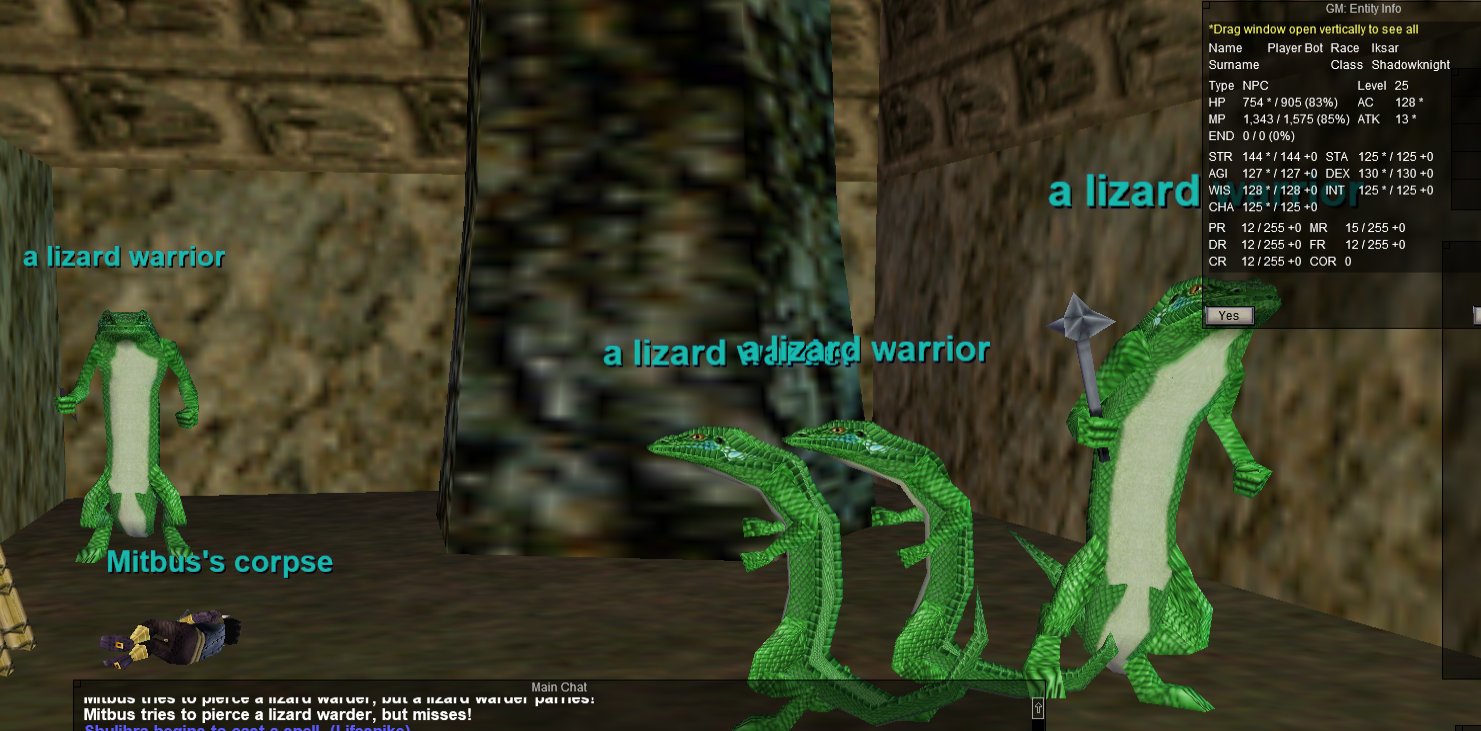 GM: Entity Info
*Drag window open vertically to see all
Name Player Bot Race Iksar
Surname Class Shadowknight
Type NPC Level 25
HP 754 * / 905 (83%) AC 128 *
MP 1,343 / 1,575 (85%) ATK 13 *
END 0 / 0 (0%)
STR 144 * / 144 +0 STA 125 * / 125 +0
AGI 127 * / 127 +0 DEX 130 * / 130 +0
WIS 128 * / 128 +0 INT 125 * / 125 +0
CHA 125 * / 125 +0
PR 12 / 255 +0 MR 15 / 255 +0
DR 12 / 255 +0 FR 12 / 255 +0
CR 12 / 255 +0 COR 0
Yes
a lizard warrior
a lizard warrior
a lizard
a lizard warrior
Mitbus's corpse
Main Chat
Mitbus tries to pierce a lizard warder, but a lizard warder parries!
Mitbus tries to pierce a lizard warder, but misses!
Shulibra begins to cast a spell. (Lifespike)